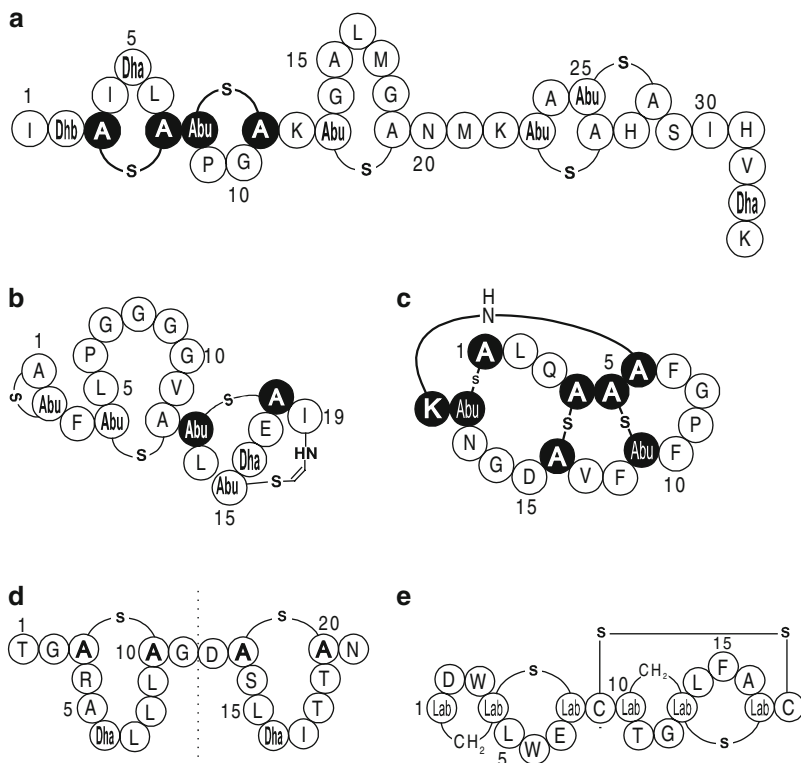 a
1 5 10 15 20 25 30
I Dhb A I Dha L A Abu P G A K Abu G A L M G A N M K Abu A Abu A H A S I H V Dha K
S S S S S
b
1 5 10 15 19
A Abu F Abu L P G G G G V A Abu L Abu Dha E A I
S S S S HN
c
H
N
1 5 10 15
A L Q A A A F G P F Abu F V A D G N Abu K
S S S
d
1 5 10 15 20
T G A R A Dha L L L A G D A S L Dha I T T A N
S S
e
1 5 10 15
Lab D W Lab L W E Lab C Lab T G Lab L F A Lab C
CH2 S S S CH2 S